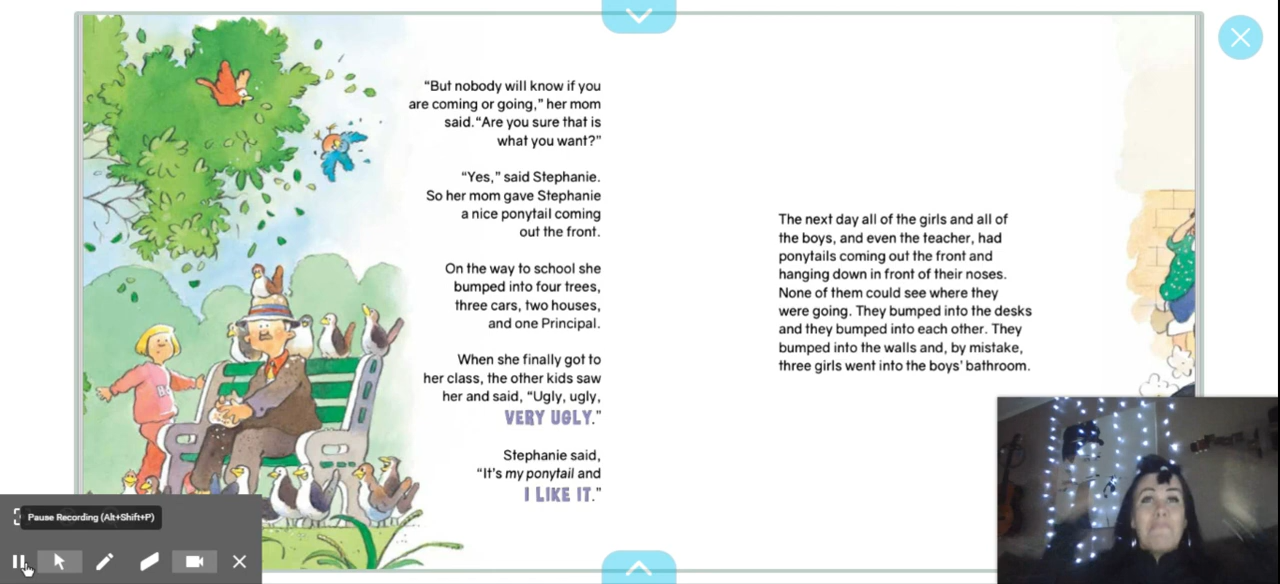 “But nobody will know if you
are coming or going,” her mom
said.“Are you sure that is
what you want?”
“Yes,” said Stephanie.
So her mom gave Stephanie
a nice ponytail coming
out the front.
On the way to school she
bumped into four trees,
three cars, two houses,
and one Principal.
When she finally got to
her class, the other kids saw
her and said, “Ugly, ugly,
VERY UGLY.”
Stephanie said,
“It’s my ponytail and
I LIKE IT.”
The next day all of the girls and all of
the boys, and even the teacher, had
ponytails coming out the front and
hanging down in front of their noses.
None of them could see where they
were going. They bumped into the desks
and they bumped into each other. They
bumped into the walls and, by mistake,
three girls went into the boys’ bathroom.
Pause Recording (Alt+Shift+P)